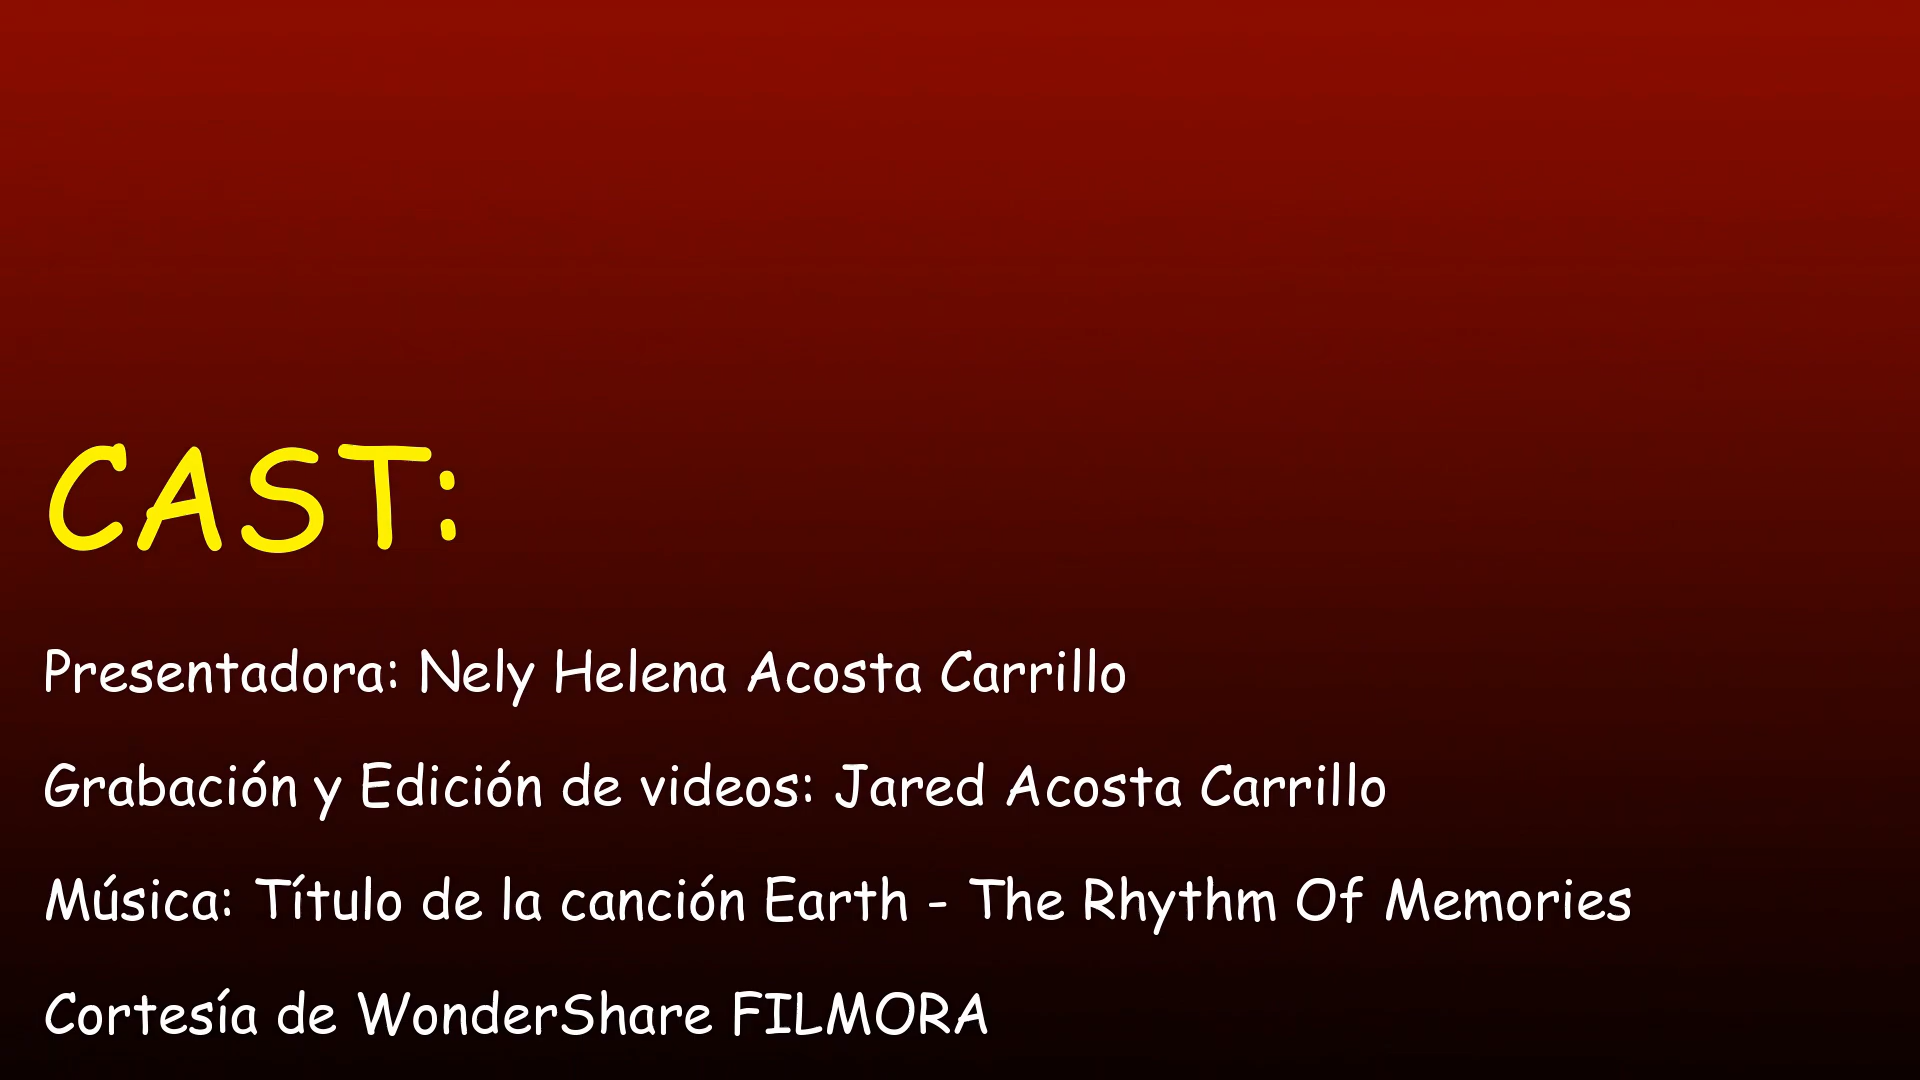 CAST:
Presentadora: Nely Helena Acosta Carrillo
Grabación y Edición de videos: Jared Acosta Carrillo
Música: Título de la canción Earth - The Rhythm Of Memories
Cortesía de WonderShare FILMORA